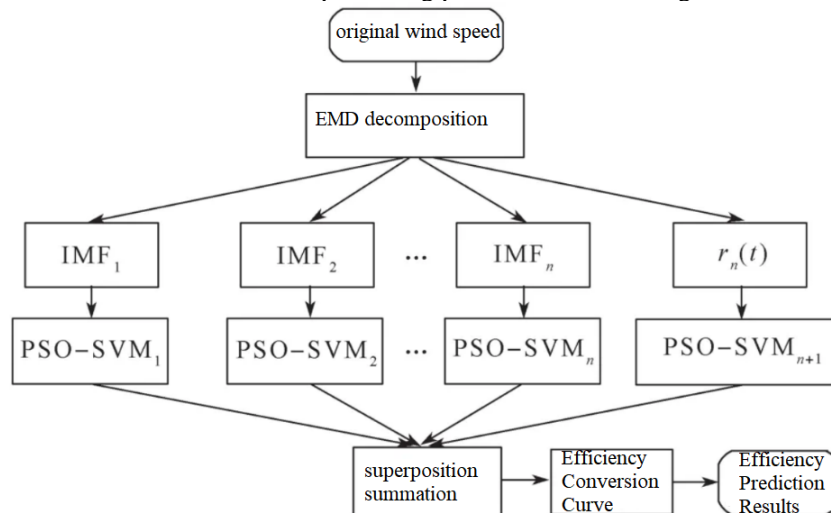 original wind speed
EMD decomposition
IMF₁ IMF₂ ... IMFₙ rₙ(t)
PSO-SVM₁ PSO-SVM₂ ... PSO-SVMₙ PSO-SVMₙ₊₁
superposition
summation
Efficiency
Conversion
Curve
Efficiency
Prediction
Results